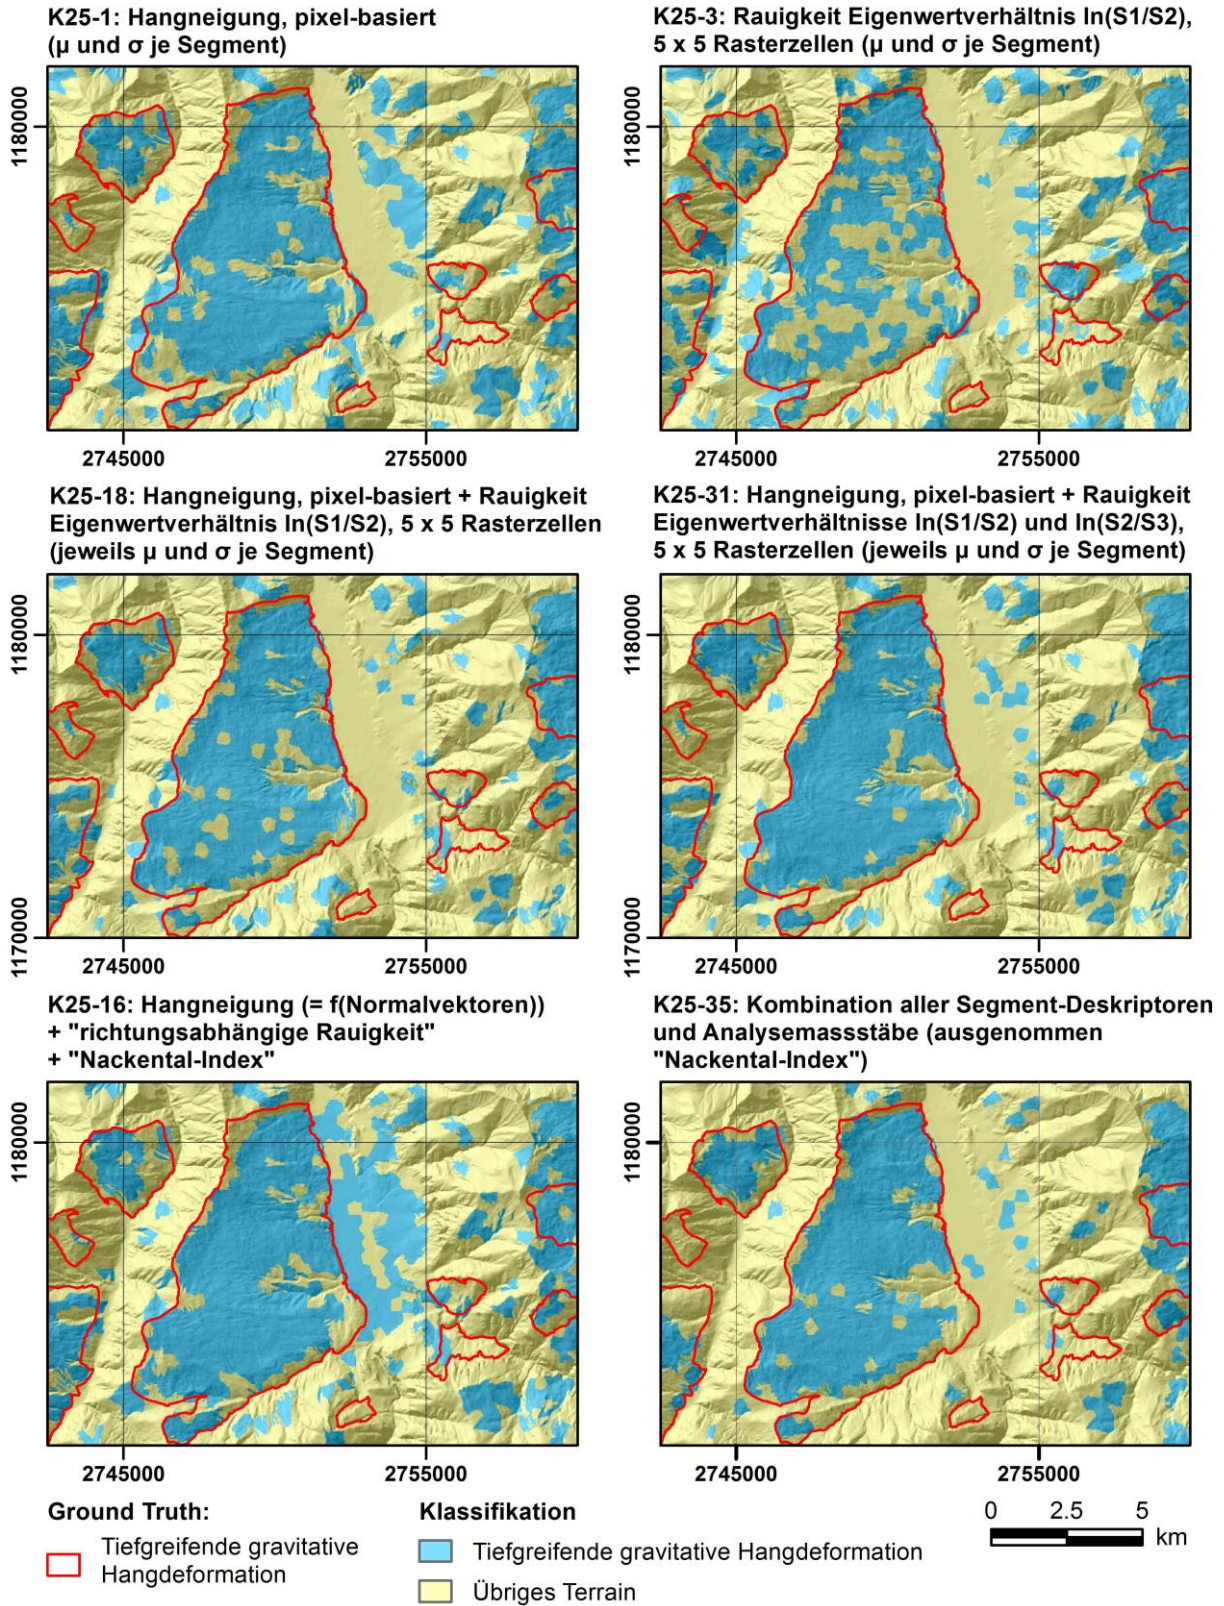 K25-1: Hangneigung, pixel-basiert
(µ und σ je Segment)
K25-3: Rauigkeit Eigenwertverhältnis ln(S1/S2),
5 x 5 Rasterzellen (µ und σ je Segment)
1180000
1180000
2745000
2755000
2745000
2755000
K25-18: Hangneigung, pixel-basiert + Rauigkeit
Eigenwertverhältnis ln(S1/S2), 5 x 5 Rasterzellen
(jeweils µ und σ je Segment)
K25-31: Hangneigung, pixel-basiert + Rauigkeit
Eigenwertverhältnisse ln(S1/S2) und ln(S2/S3),
5 x 5 Rasterzellen (jeweils µ und σ je Segment)
1180000
1170000
1180000
1170000
2745000
2755000
2745000
2755000
K25-16: Hangneigung (= f(Normalvektoren))
+ "richtungsabhängige Rauigkeit"
+ "Nackental-Index"
K25-35: Kombination aller Segment-Deskriptoren
und Analysemassstäbe (ausgenommen
"Nackental-Index")
1180000
1180000
2745000
2755000
2745000
2755000
Ground Truth:
Tiefgreifende gravitative
Hangdeformation
Klassifikation
Tiefgreifende gravitative Hangdeformation
Übriges Terrain
0 2.5 5
km